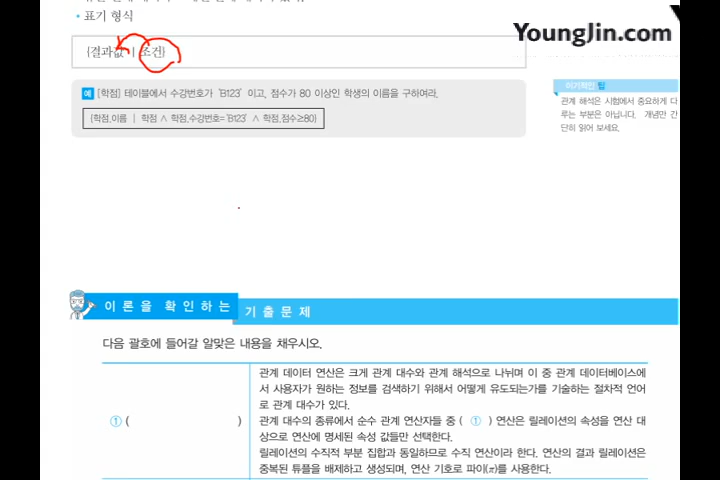 • 표기 형식
YoungJin.com
{결과값 | 조건}
예 [학점] 테이블에서 수강번호가 'B123' 이고, 점수가 80 이상인 학생의 이름을 구하여라.
{학점.이름 | 학점 ∧ 학점.수강번호='B123' ∧ 학점.점수≥80}
이기적인 팁
관계 해석은 시험에서 중요하게 다
루는 부분은 아닙니다. 개념만 간
단히 읽어 보세요.
이론을 확인하는 기출문제
다음 괄호에 들어갈 알맞은 내용을 채우시오.
① ( )
관계 데이터 연산은 크게 관계 대수와 관계 해석으로 나뉘며 이 중 관계 데이터베이스에
서 사용자가 원하는 정보를 검색하기 위해서 어떻게 유도되는가를 기술하는 절차적 언어
로 관계 대수가 있다.
관계 대수의 종류에서 순수 관계 연산자들 중 ( ① ) 연산은 릴레이션의 속성을 연산 대
상으로 연산에 명세된 속성 값들만 선택한다.
릴레이션의 수직적 부분 집합과 동일하므로 수직 연산이라 한다. 연산의 결과 릴레이션은
중복된 튜플을 배제하고 생성되며, 연산 기호로 파이(π)를 사용한다.